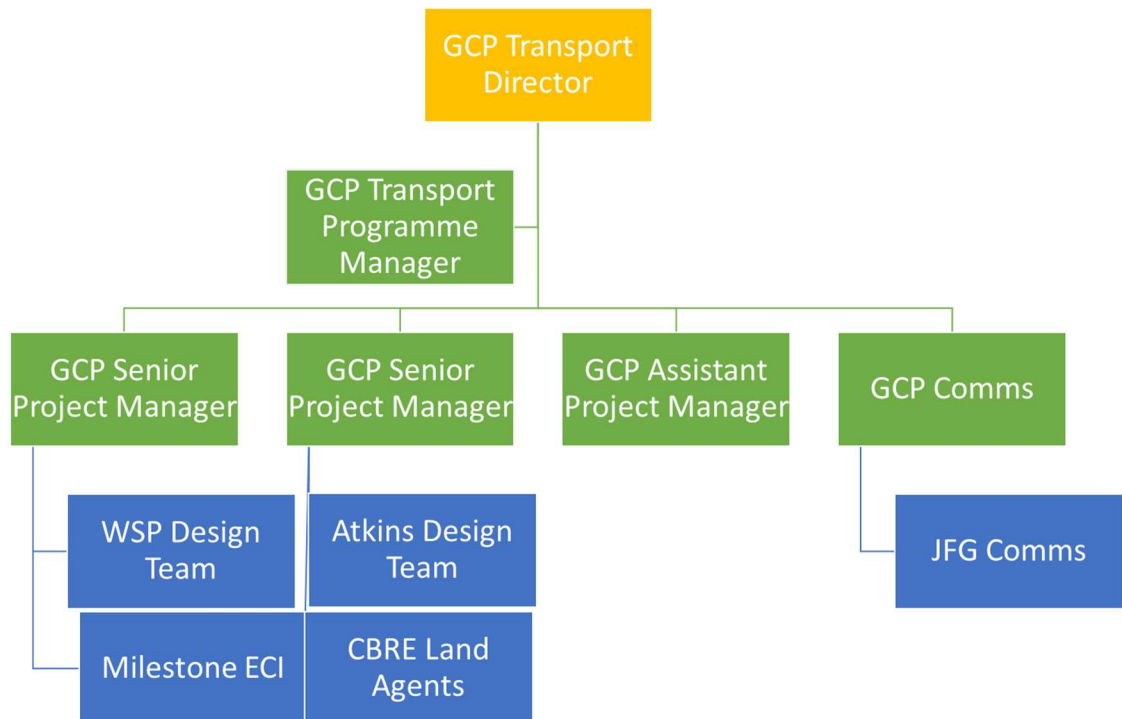 GCP Transport
Director
GCP Transport
Programme
Manager
GCP Senior
Project Manager
GCP Senior
Project Manager
GCP Assistant
Project Manager
GCP Comms
WSP Design
Team
Atkins Design
Team
JFG Comms
Milestone ECI
CBRE Land
Agents